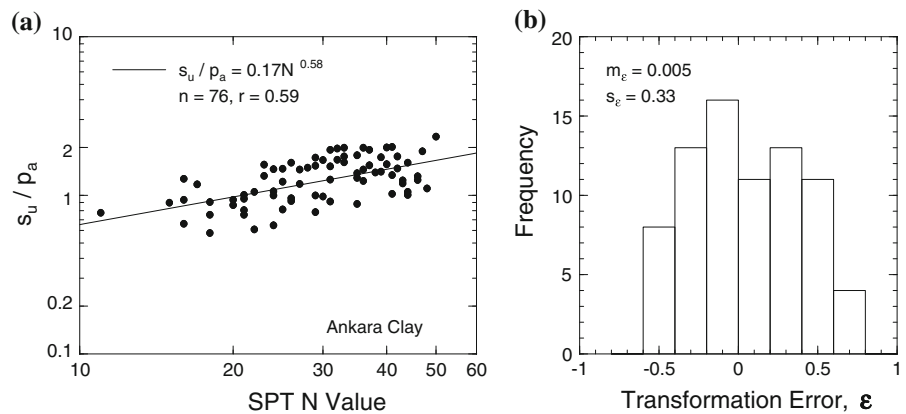 (a)
10
2
1
0.2
0.1
s_u / p_a
s_u / p_a = 0.17N^0.58
n = 76, r = 0.59
Ankara Clay
10 20 30 40 50 60
SPT N Value
(b)
20
15
10
5
0
Frequency
m_ε = 0.005
s_ε = 0.33
-1 -0.5 0 0.5 1
Transformation Error, ε